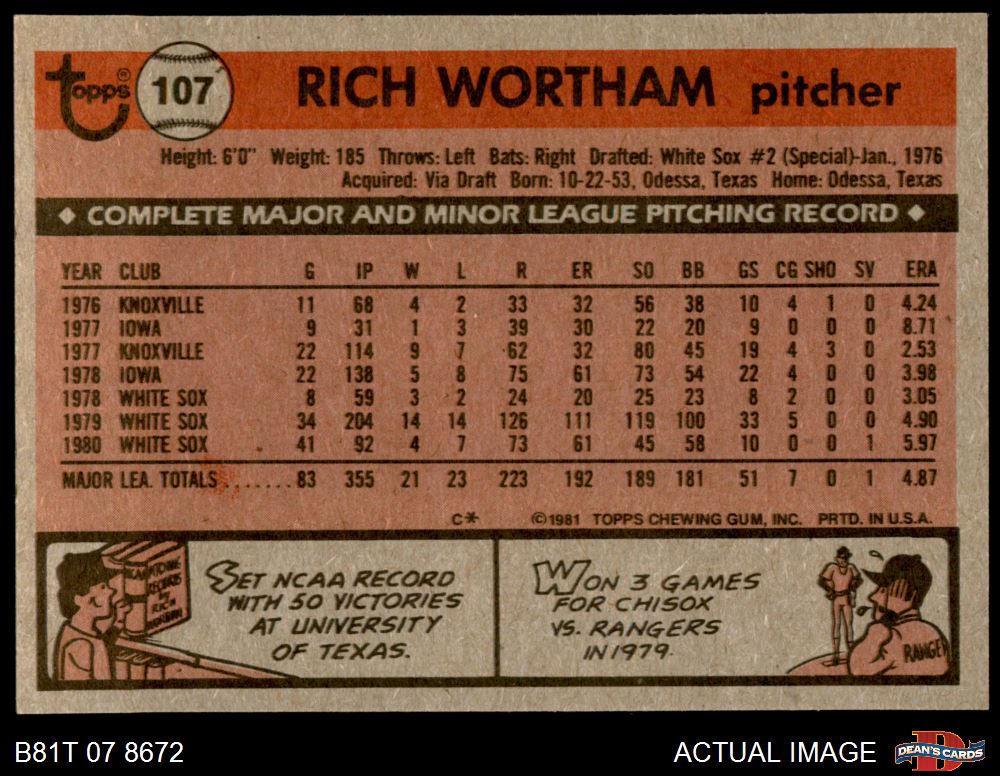 topps® 107 RICH WORTHAM pitcher
Height: 6'0" Weight: 185 Throws: Left Bats: Right Drafted: White Sox #2 (Special)-Jan., 1976
Acquired: Via Draft Born: 10-22-53, Odessa, Texas Home: Odessa, Texas
◆ COMPLETE MAJOR AND MINOR LEAGUE PITCHING RECORD ◆
YEAR CLUB G IP W L R ER SO BB GS CG SHO SV ERA
1976 KNOXVILLE 11 68 4 2 33 32 56 38 10 4 1 0 4.24
1977 IOWA 9 31 1 3 39 30 22 20 9 0 0 0 8.71
1977 KNOXVILLE 22 114 9 7 62 32 80 45 19 4 3 0 2.53
1978 IOWA 22 138 5 8 75 61 73 54 22 4 0 0 3.98
1978 WHITE SOX 8 59 3 2 24 20 25 23 8 2 0 0 3.05
1979 WHITE SOX 34 204 14 14 126 111 119 100 33 5 0 0 4.90
1980 WHITE SOX 41 92 4 7 73 61 45 58 10 0 0 1 5.97
MAJOR LEA. TOTALS....... 83 355 21 23 223 192 189 181 51 7 0 1 4.87
C* ©1981 TOPPS CHEWING GUM, INC. PRTD. IN U.S.A.
NCAA PITCHING
RECORDS
by
RICH
WORTHAM
SET NCAA RECORD
WITH 50 VICTORIES
AT UNIVERSITY
OF TEXAS.
WON 3 GAMES
FOR CHISOX
VS. RANGERS
IN 1979.
RANGER
B81T 07 8672
ACTUAL IMAGE
D
DEAN'S CARDS